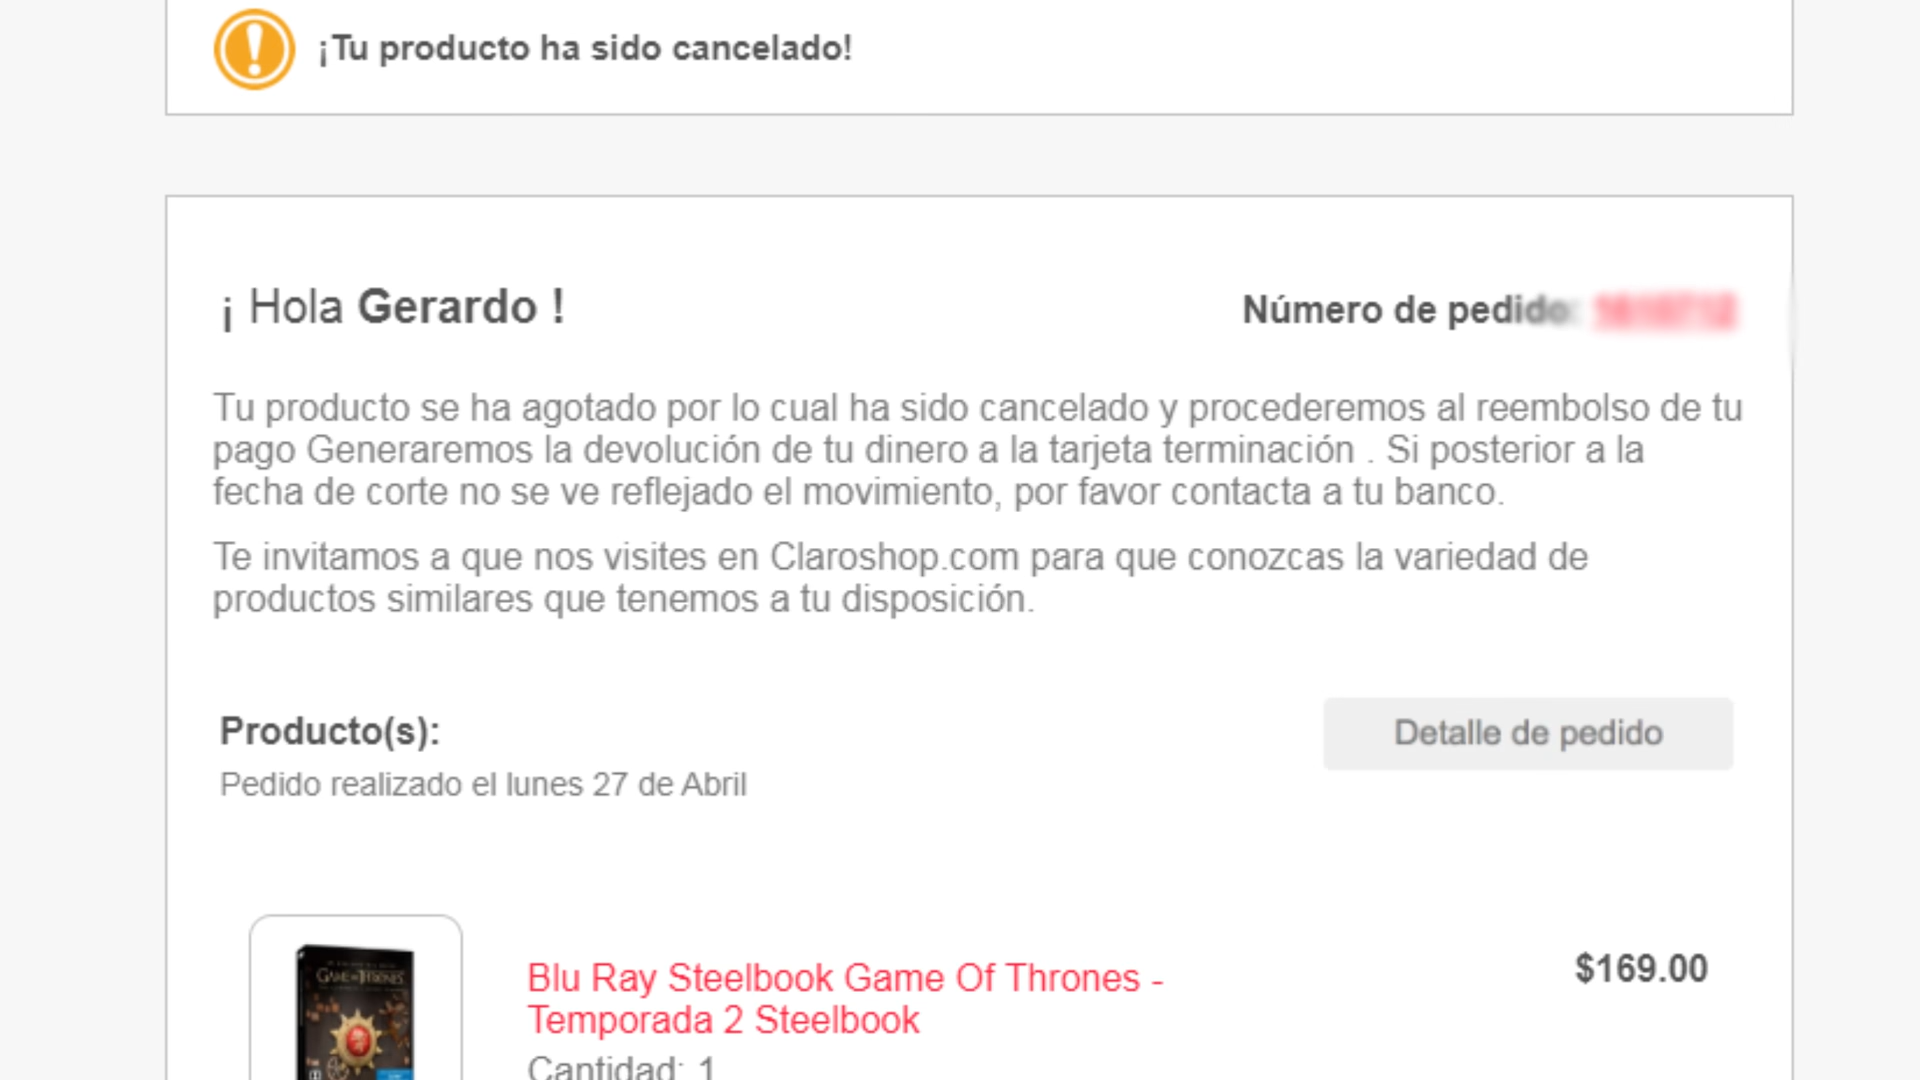 ¡Tu producto ha sido cancelado!
¡ Hola Gerardo !
Número de pedido:
Tu producto se ha agotado por lo cual ha sido cancelado y procederemos al reembolso de tu
pago Generaremos la devolución de tu dinero a la tarjeta terminación . Si posterior a la
fecha de corte no se ve reflejado el movimiento, por favor contacta a tu banco.
Te invitamos a que nos visites en Claroshop.com para que conozcas la variedad de
productos similares que tenemos a tu disposición.
Producto(s):
Detalle de pedido
Pedido realizado el lunes 27 de Abril
GAME OF THRONES
Blu Ray Steelbook Game Of Thrones -
Temporada 2 Steelbook
$169.00
Cantidad: 1